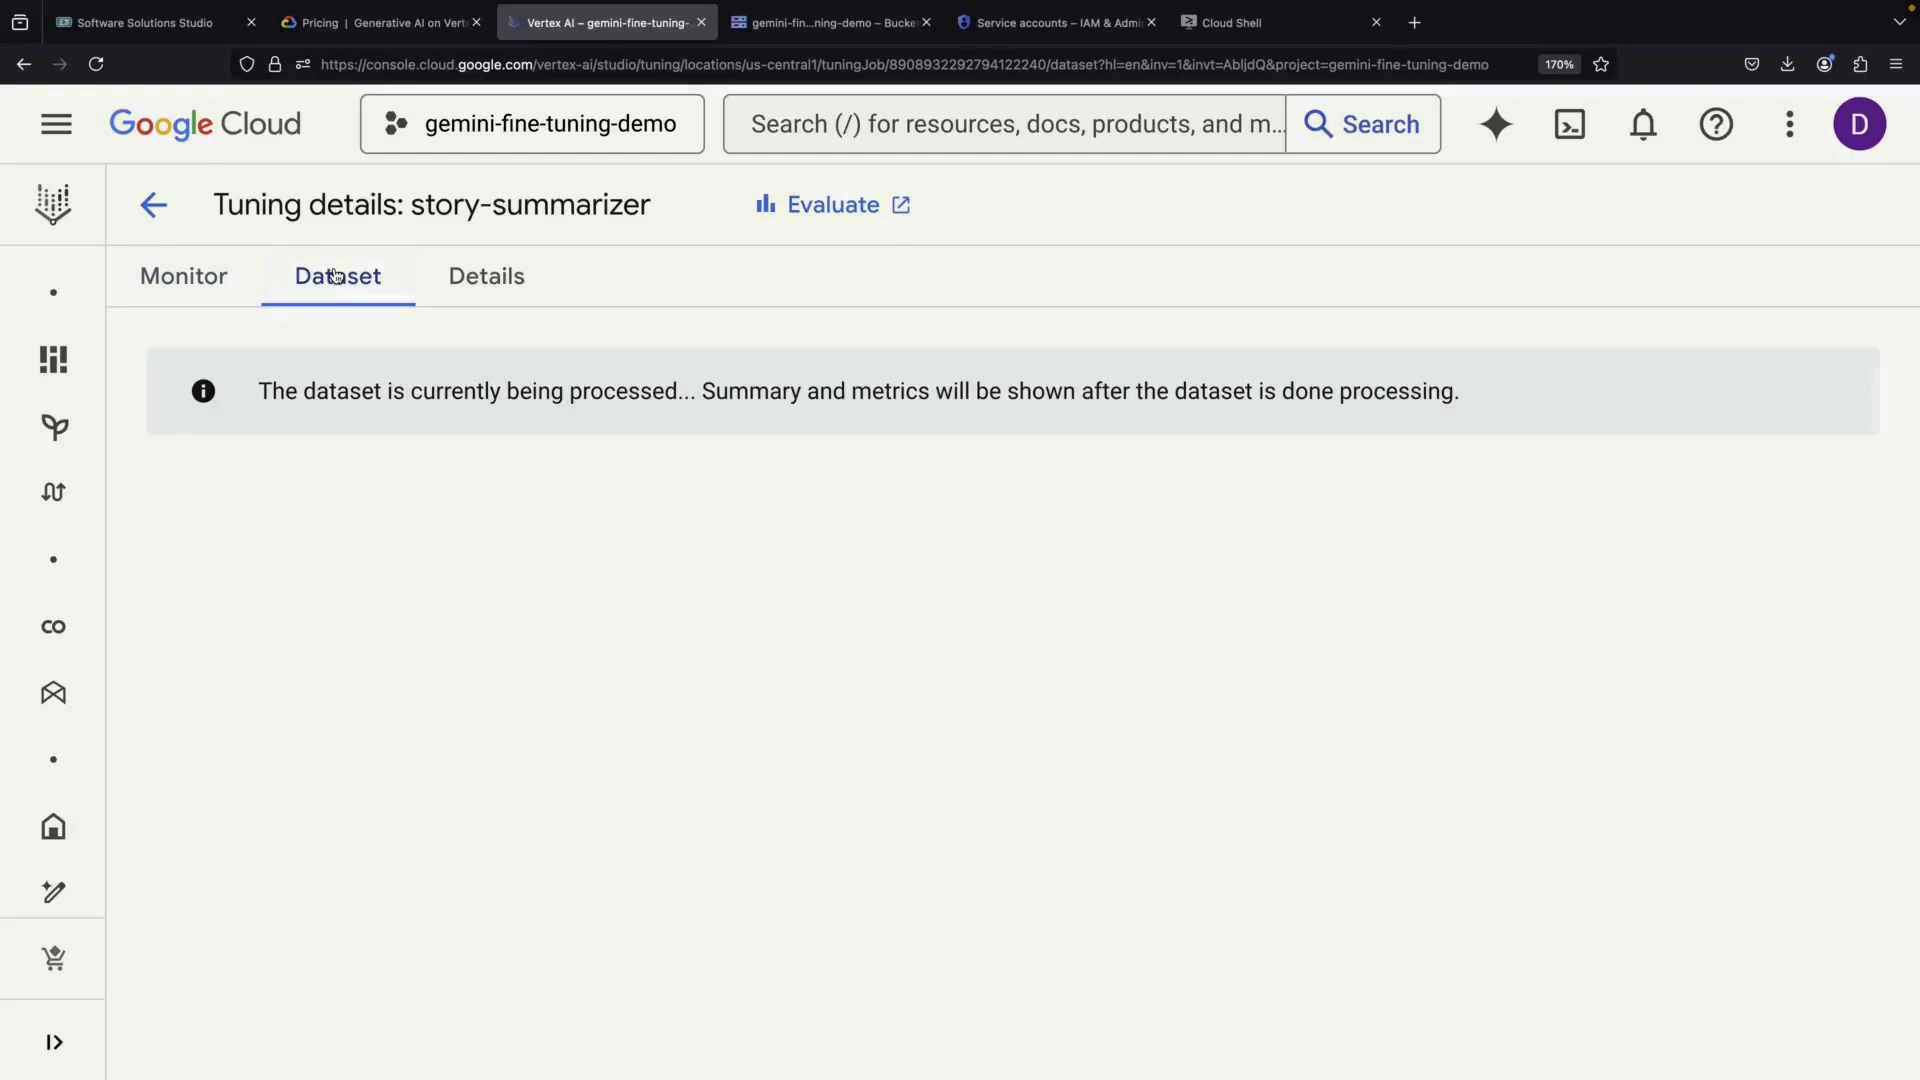 Software Solutions Studio
Pricing | Generative AI on Vert
Vertex AI – gemini-fine-tuning-
gemini-fin...ning-demo – Bucke
Service accounts – IAM & Admi
Cloud Shell
https://console.cloud.google.com/vertex-ai/studio/tuning/locations/us-central1/tuningJob/8908932292794122240/dataset?hl=en&inv=1&invt=AbljdQ&project=gemini-fine-tuning-demo
170%
Google Cloud
gemini-fine-tuning-demo
Search (/) for resources, docs, products, and m...
Search
D
Tuning details: story-summarizer
Evaluate
Monitor
Dataset
Details
The dataset is currently being processed... Summary and metrics will be shown after the dataset is done processing.